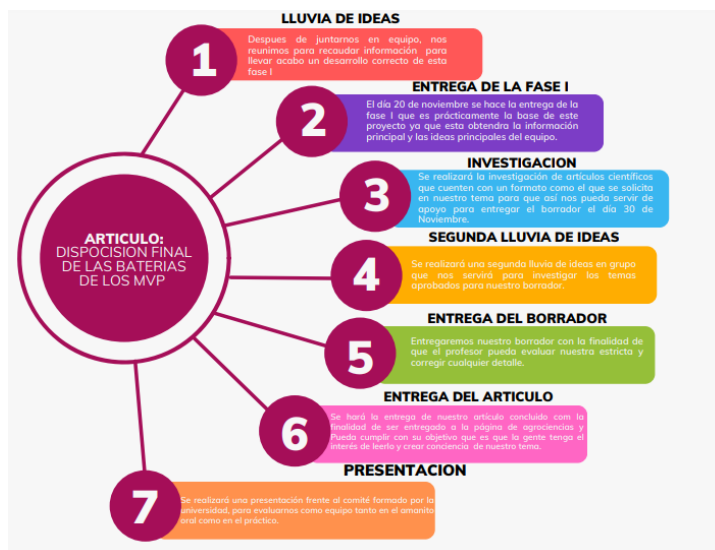 LLUVIA DE IDEAS
1
Despues de juntarnos en equipo, nos
reunimos para recaudar información para
llevar acabo un desarrollo correcto de esta
fase I
ENTREGA DE LA FASE I
2
El día 20 de noviembre se hace la entrega de la
fase I que es prácticamente la base de este
proyecto ya que esta obtendra la información
principal y las ideas principales del equipo.
INVESTIGACION
3
Se realizará la investigación de artículos científicos
que cuenten con un formato como el que se solicita
en nuestro tema para que así nos pueda servir de
apoyo para entregar el borrador el día 30 de
Noviembre.
ARTICULO:
DISPOCISION FINAL
DE LAS BATERIAS
DE LOS MVP
SEGUNDA LLUVIA DE IDEAS
4
Se realizará una segunda lluvia de ideas en grupo
que nos servirá para investigar los temas
aprobados para nuestro borrador.
ENTREGA DEL BORRADOR
5
Entregaremos nuestro borrador con la finalidad de
que el profesor pueda evaluar nuestra estricta y
corregir cualquier detalle.
ENTREGA DEL ARTICULO
6
Se hará la entrega de nuestro artículo concluido com la
finalidad de ser entregado a la página de agrociencias y
Pueda cumplir con su objetivo que es que la gente tenga el
interés de leerlo y crear conciencia de nuestro tema.
PRESENTACION
7
Se realizará una presentación frente al comité formado por la
universidad, para evaluarnos como equipo tanto en el amanito
oral como en el práctico.